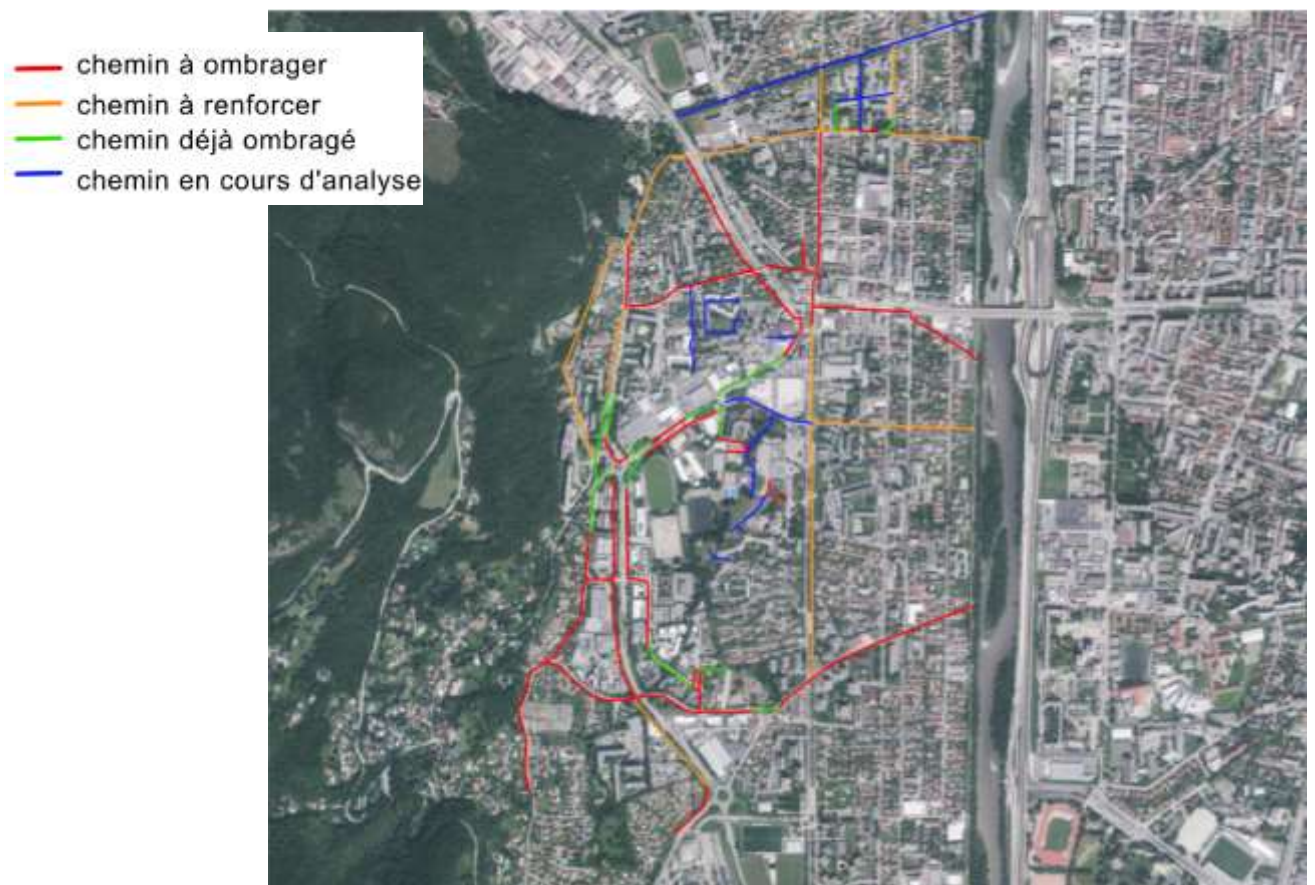 chemin à ombrager
chemin à renforcer
chemin déjà ombragé
chemin en cours d'analyse